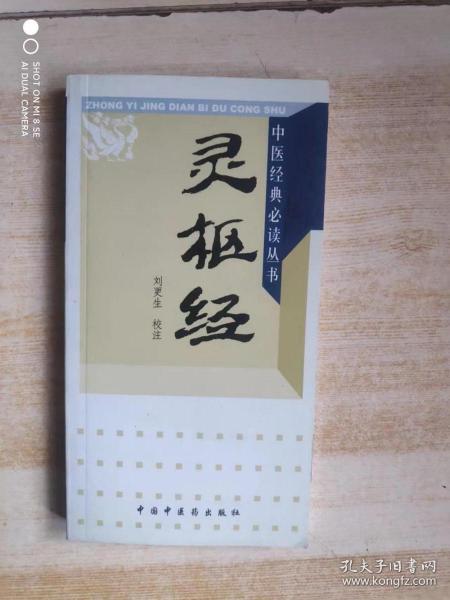 SHOT ON MI 8 SE
AI DUAL CAMERA
ZHONG YI JING DIAN BI DU CONG SHU
中医经典必读丛书
灵枢经
刘更生 校注
中国中医药出版社
孔夫子旧书网
www.kongfz.com